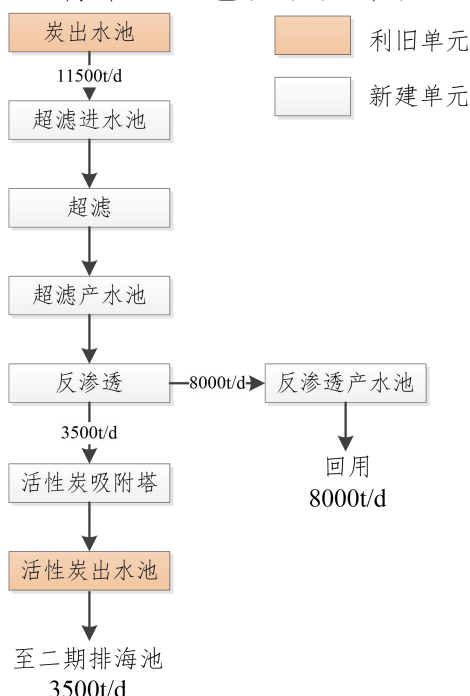 炭出水池
利旧单元
11500t/d
新建单元
超滤进水池
超滤
超滤产水池
反渗透
8000t/d
反渗透产水池
3500t/d
回用
8000t/d
活性炭吸附塔
活性炭出水池
至二期排海池
3500t/d